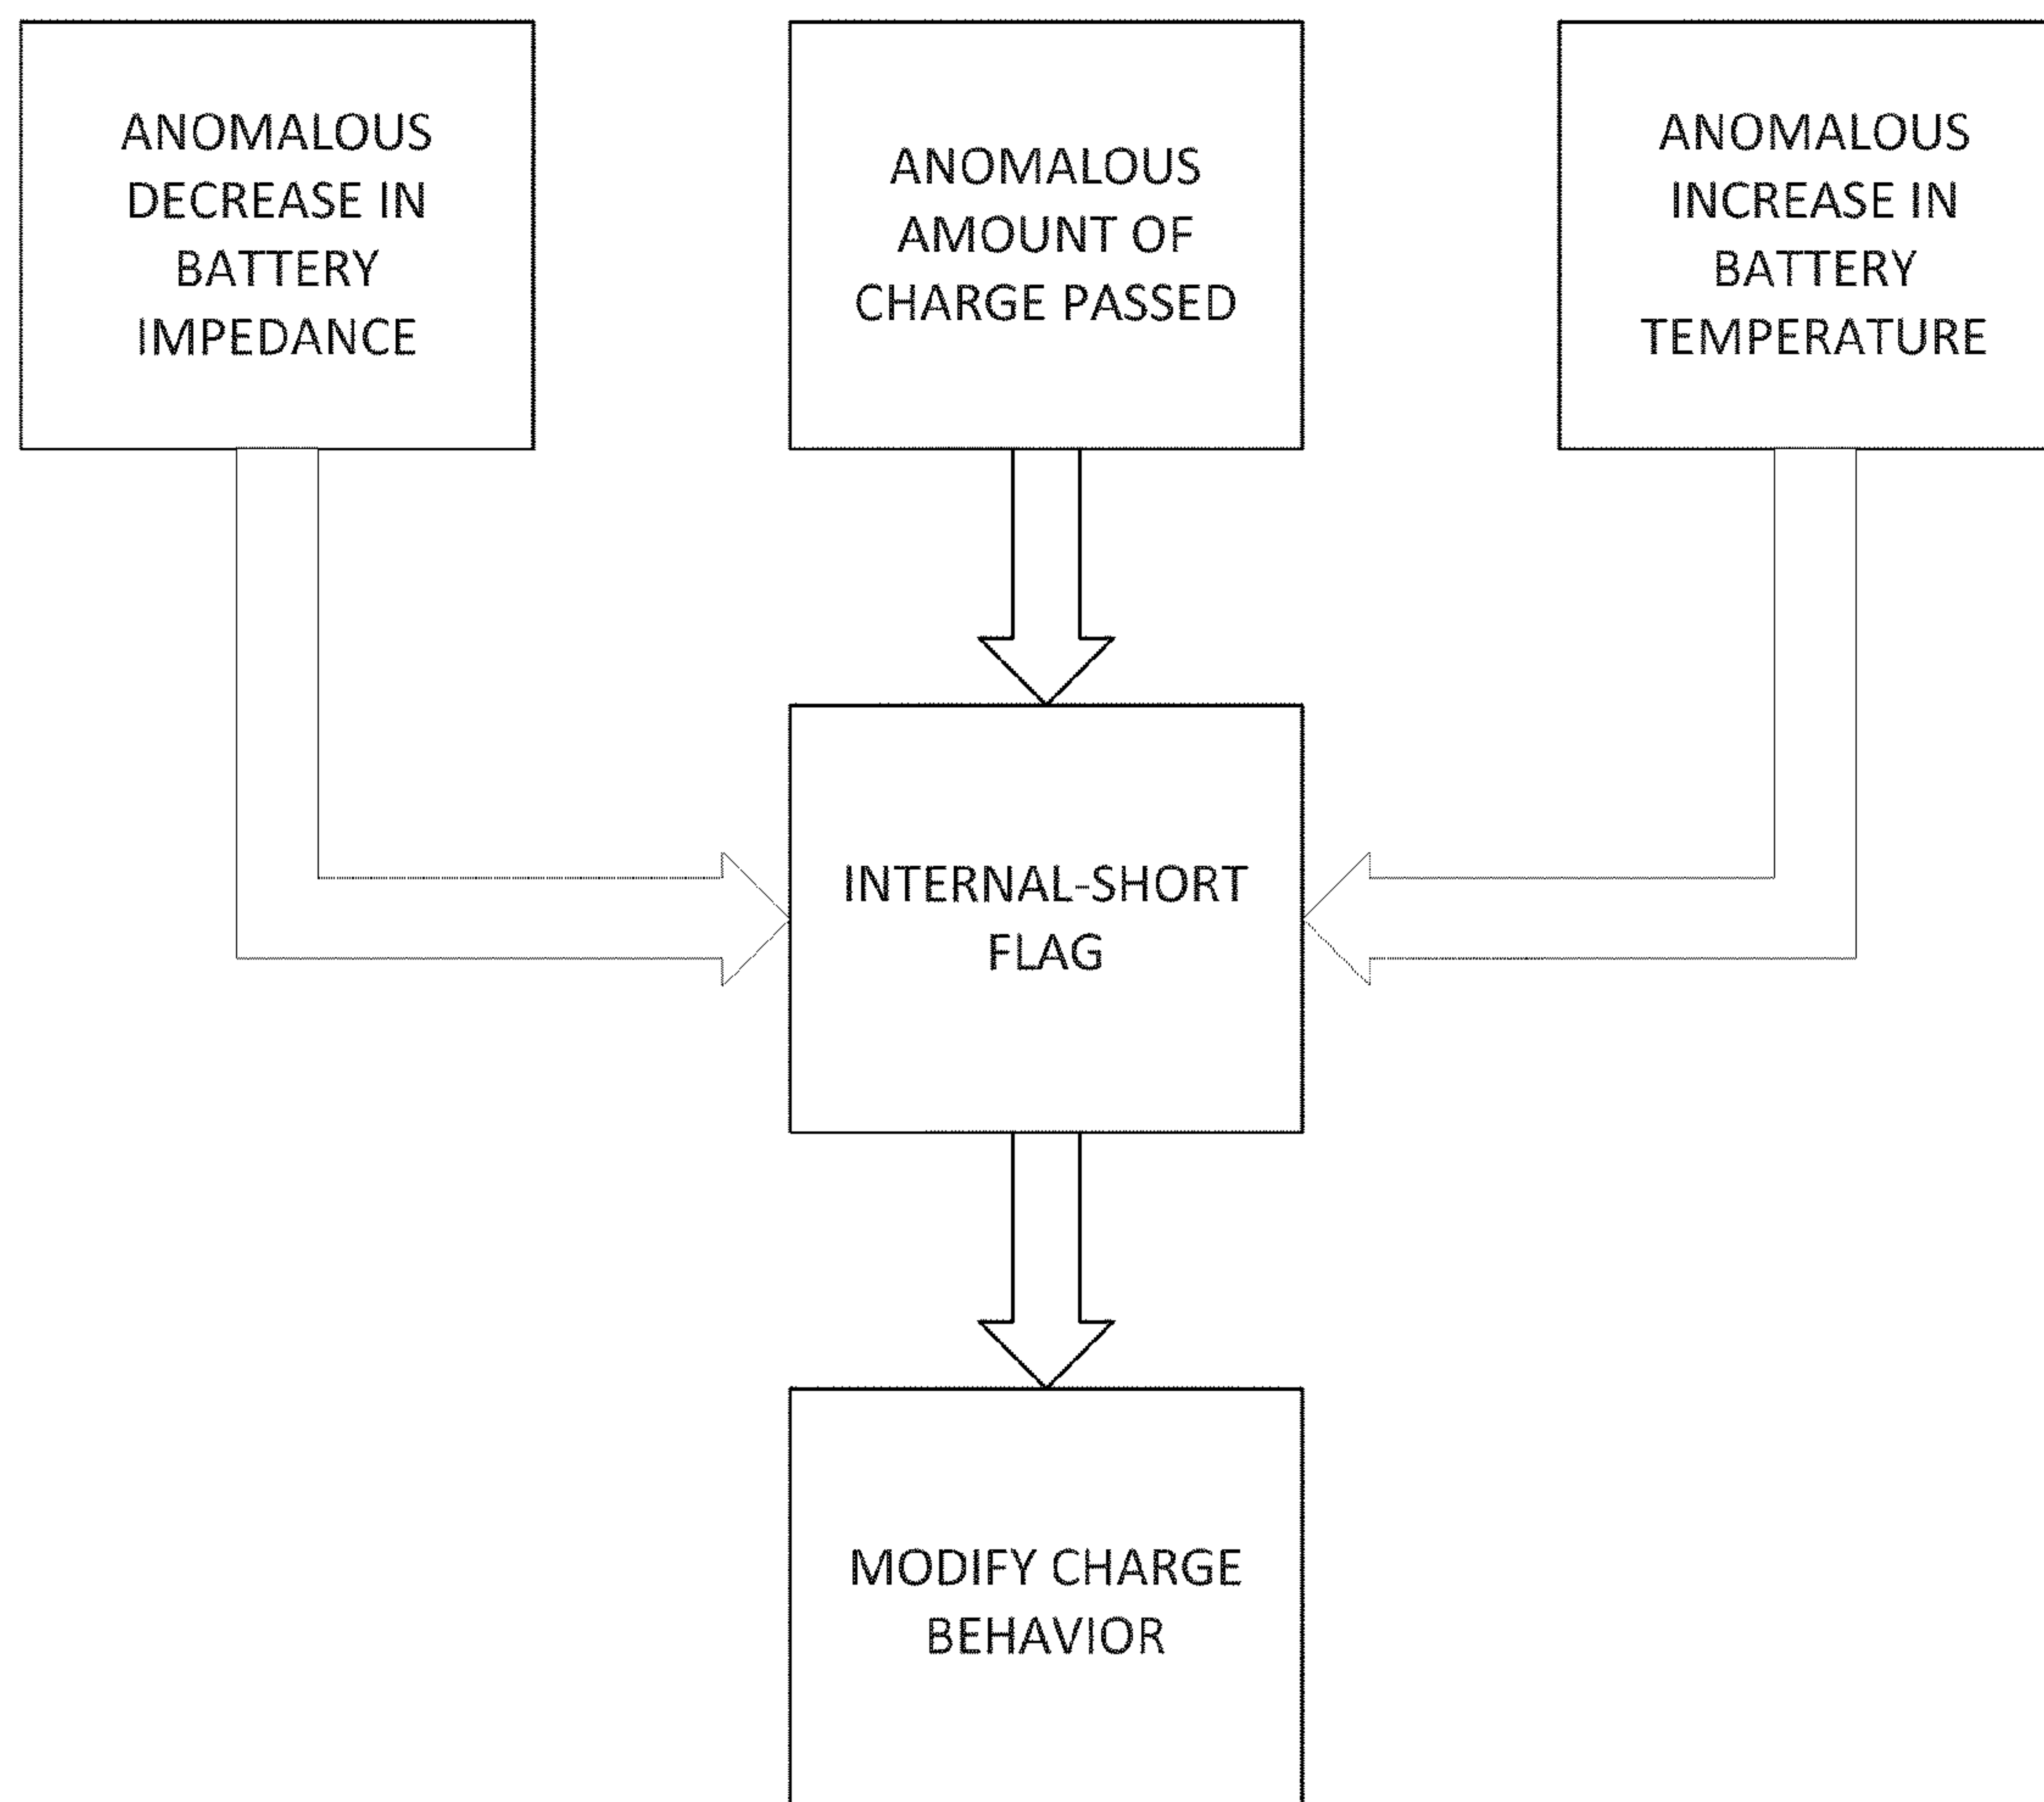 ANOMALOUS
DECREASE IN
BATTERY
IMPEDANCE
ANOMALOUS
AMOUNT OF
CHARGE PASSED
ANOMALOUS
INCREASE IN
BATTERY
TEMPERATURE
INTERNAL-SHORT
FLAG
MODIFY CHARGE
BEHAVIOR